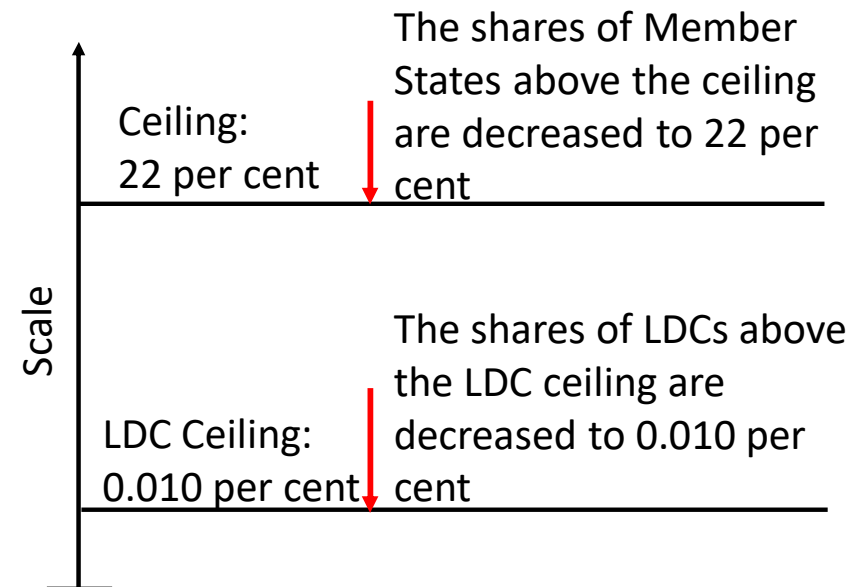 The shares of Member
States above the ceiling
are decreased to 22 per
cent
Ceiling:
22 per cent
Scale
The shares of LDCs above
the LDC ceiling are
decreased to 0.010 per
cent
LDC Ceiling:
0.010 per cent